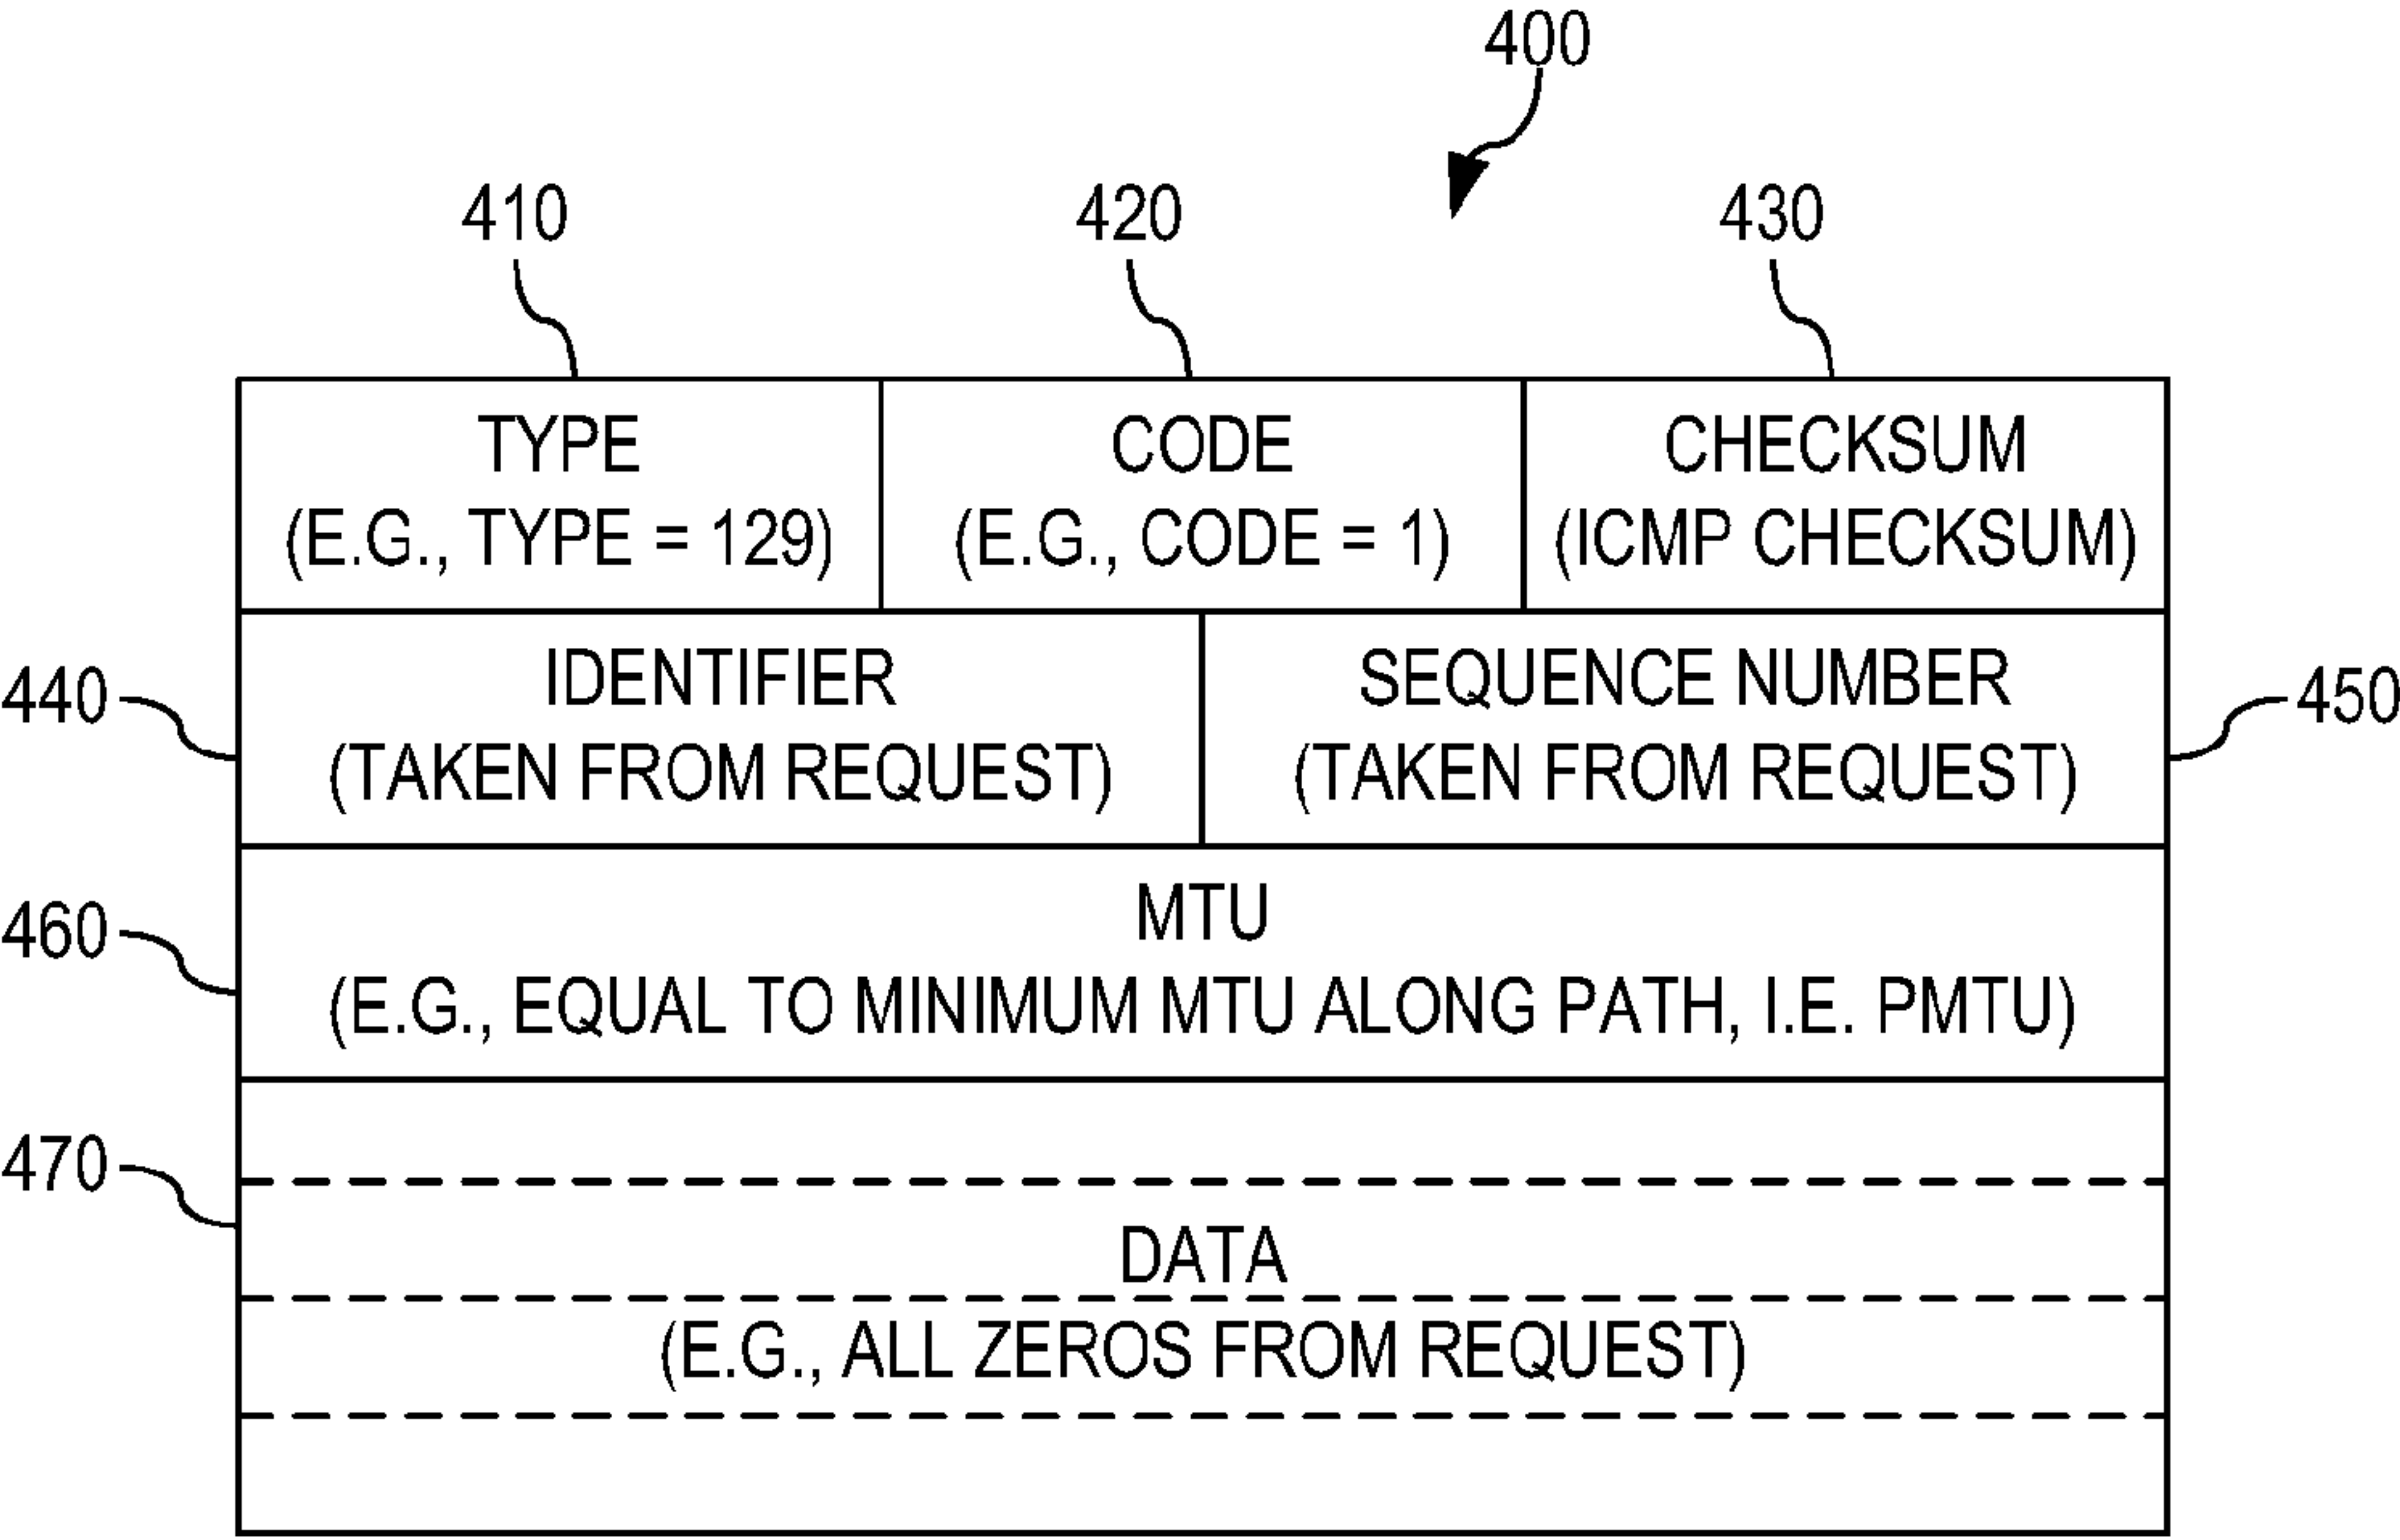 400
410
420
430
TYPE
(E.G., TYPE = 129)
CODE
(E.G., CODE = 1)
CHECKSUM
(ICMP CHECKSUM)
440
IDENTIFIER
(TAKEN FROM REQUEST)
SEQUENCE NUMBER
(TAKEN FROM REQUEST)
450
460
MTU
(E.G., EQUAL TO MINIMUM MTU ALONG PATH, I.E. PMTU)
470
DATA
(E.G., ALL ZEROS FROM REQUEST)